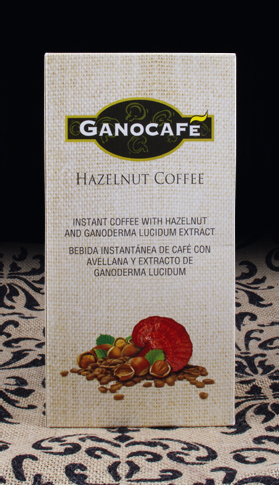 GANOCAFÉ
HAZELNUT COFFEE
INSTANT COFFEE WITH HAZELNUT
AND GANODERMA LUCIDUM EXTRACT
BEBIDA INSTANTÁNEA DE CAFÉ CON
AVELLANA Y EXTRACTO DE
GANODERMA LUCIDUM